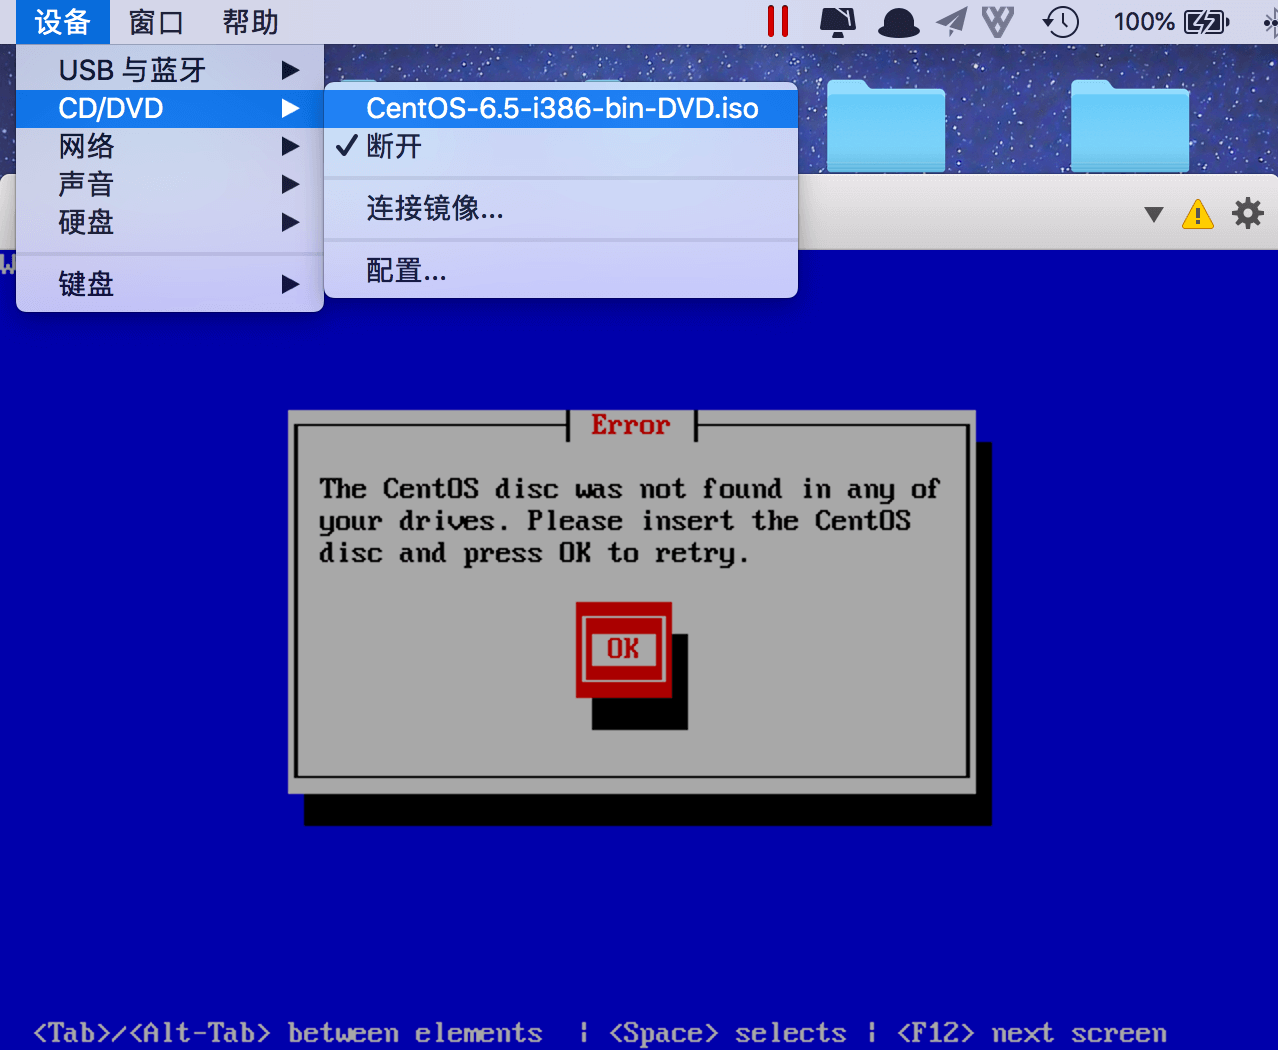 设备 窗口 帮助 100%
USB 与蓝牙
CD/DVD
网络
声音
硬盘
键盘
CentOS-6.5-i386-bin-DVD.iso
断开
连接镜像...
配置...
Error
The CentOS disc was not found in any of
your drives. Please insert the CentOS
disc and press OK to retry.
OK
<Tab>/<Alt-Tab> between elements | <Space> selects | <F12> next screen